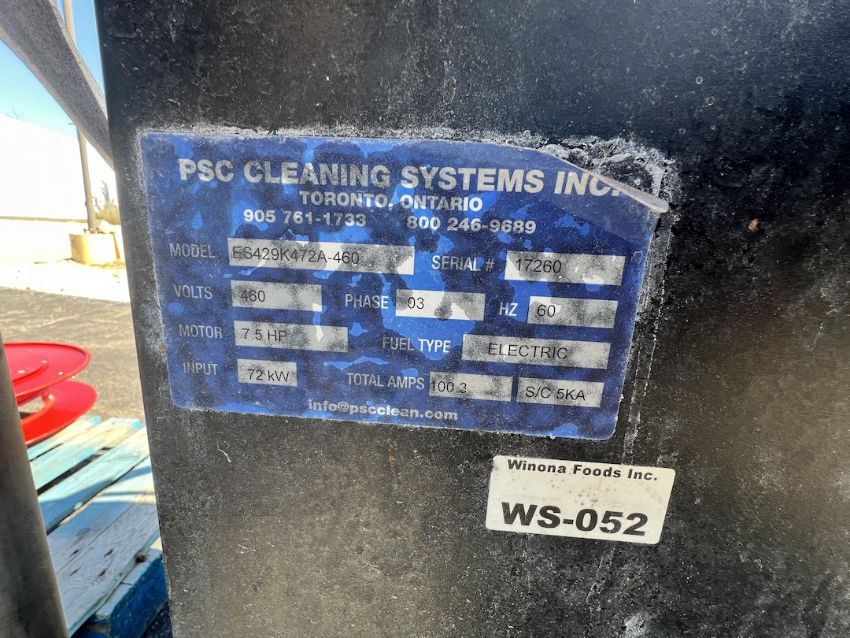 PSC CLEANING SYSTEMS INC.
TORONTO, ONTARIO
905 761-1733 800 246-9689
MODEL ES429K472A-460 SERIAL # 17260
VOLTS 460 PHASE 03 HZ 60
MOTOR 7.5 HP FUEL TYPE ELECTRIC
INPUT 72 kW TOTAL AMPS 100.3 S/C 5KA
info@pscclean.com
Winona Foods Inc.
WS-052